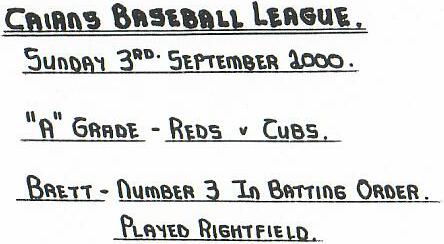 Cairns Baseball League.
Sunday 3RD. September 2000.
"A" Grade - Reds v Cubs.
Brett - Number 3 In Batting Order.
Played Rightfield.